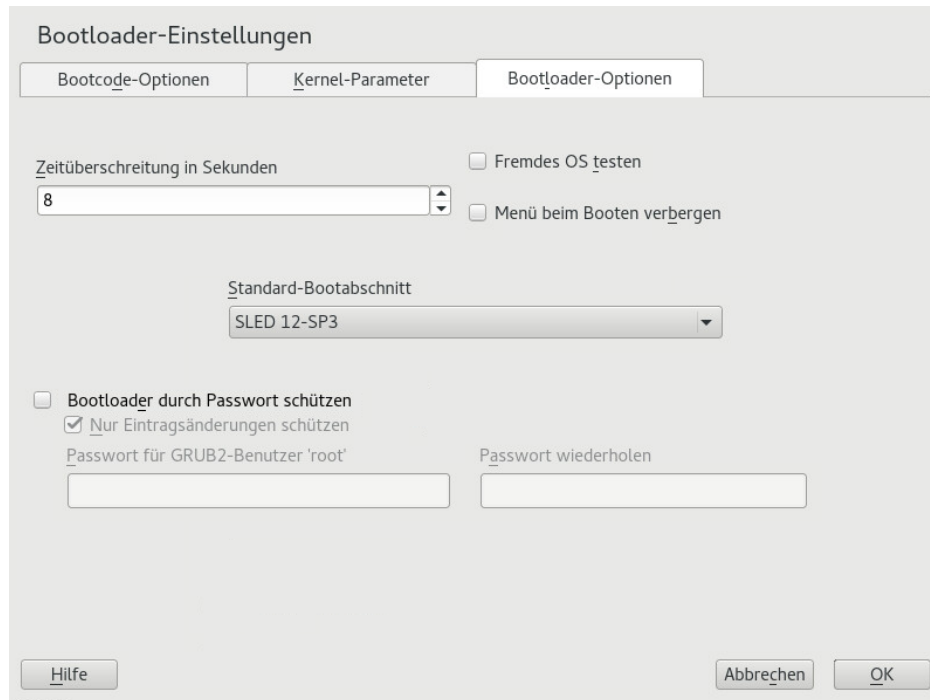 Bootloader-Einstellungen
Bootcode-Optionen
Kernel-Parameter
Bootloader-Optionen
Zeitüberschreitung in Sekunden
8
Fremdes OS testen
Menü beim Booten verbergen
Standard-Bootabschnitt
SLED 12-SP3
Bootloader durch Passwort schützen
Nur Eintragsänderungen schützen
Passwort für GRUB2-Benutzer 'root'
Passwort wiederholen
Hilfe
Abbrechen
OK